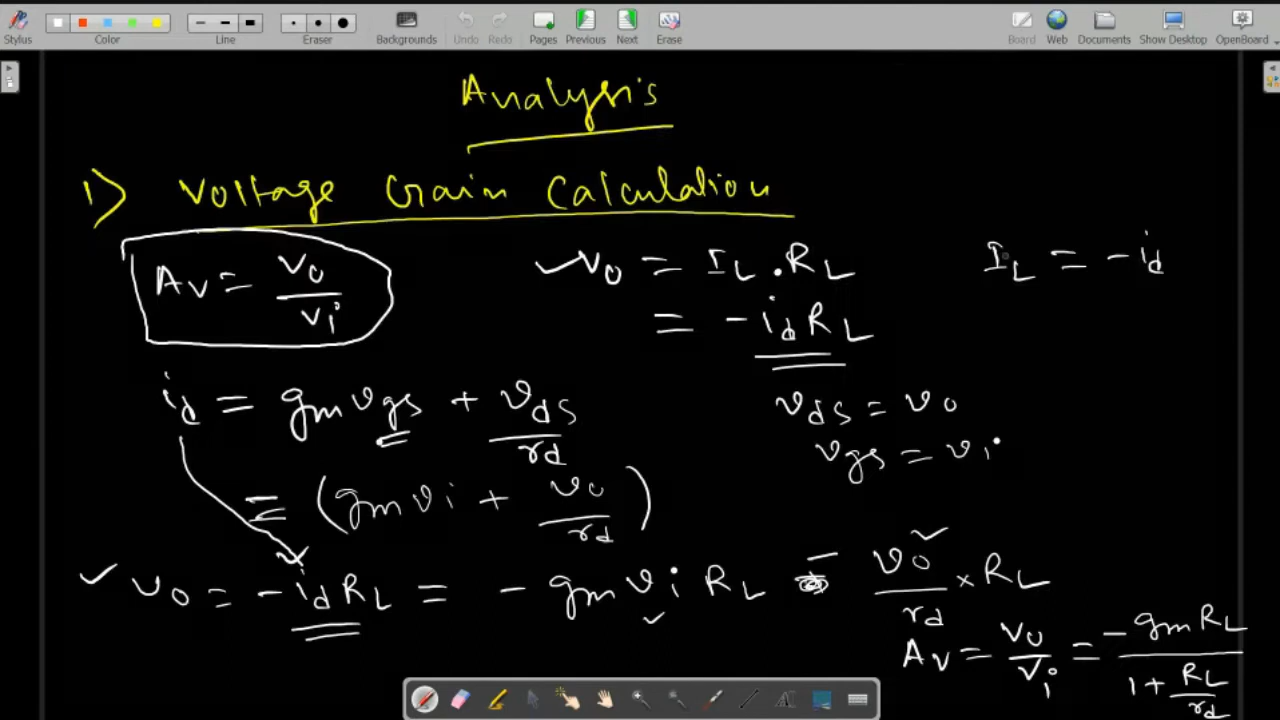 Stylus Color Line Eraser Backgrounds Undo Redo Pages Previous Next Erase Board Web Documents Show Desktop OpenBoard
Analysis
1) Voltage Gain Calculation
Av = vo/vi
vo = IL . RL
IL = -id
= -id RL
id = gm vgs + vds/rd
vds = vo
vgs = vi
= (gm vi + vo/rd)
vo = -id RL = - gm vi RL - vo/rd × RL
Av = vo/vi = -gm RL/(1 + RL/rd)